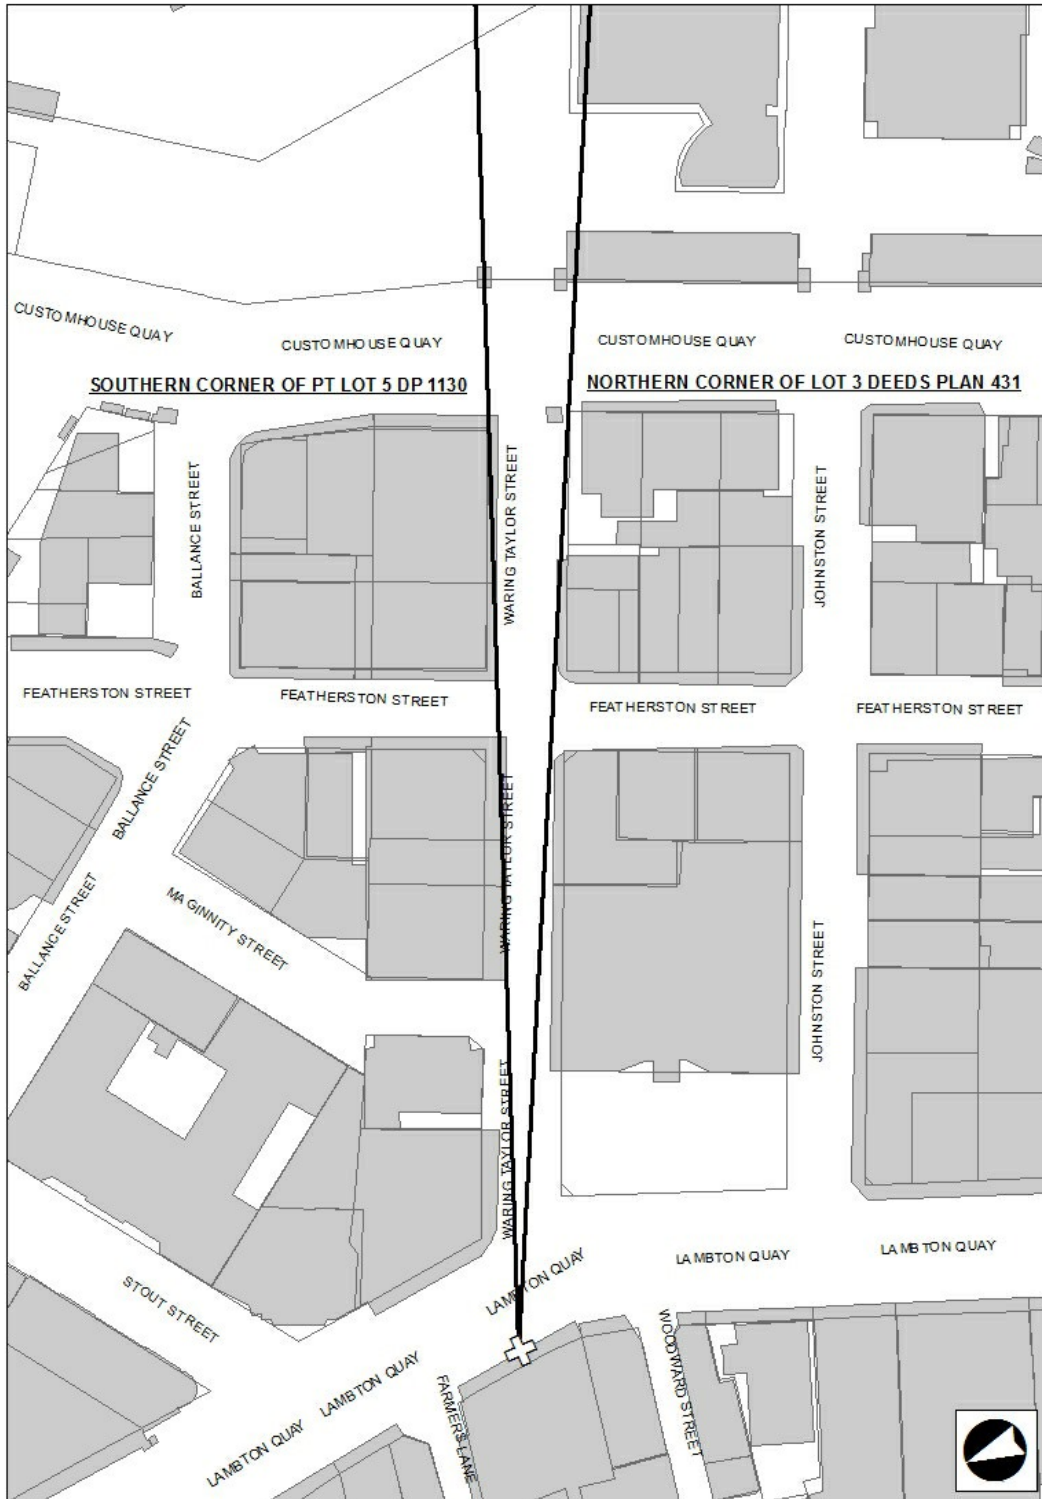 CUSTOMHOUSE QUAY
CUSTOMHOUSE QUAY
CUSTOMHOUSE QUAY
CUSTOMHOUSE QUAY
SOUTHERN CORNER OF PT LOT 5 DP 1130
NORTHERN CORNER OF LOT 3 DEEDS PLAN 431
BALLANCE STREET
WARING TAYLOR STREET
JOHNSTON STREET
FEATHERSTON STREET
FEATHERSTON STREET
FEATHERSTON STREET
FEATHERSTON STREET
BALLANCE STREET
WARING TAYLOR STREET
BALLANCE STREET
MAGINNITY STREET
JOHNSTON STREET
WARING TAYLOR STREET
LAMBTON QUAY
LAMBTON QUAY
LAMBTON QUAY
STOUT STREET
LAMBTON QUAY
LAMBTON QUAY
FARMERS LANE
WOODWARD STREET